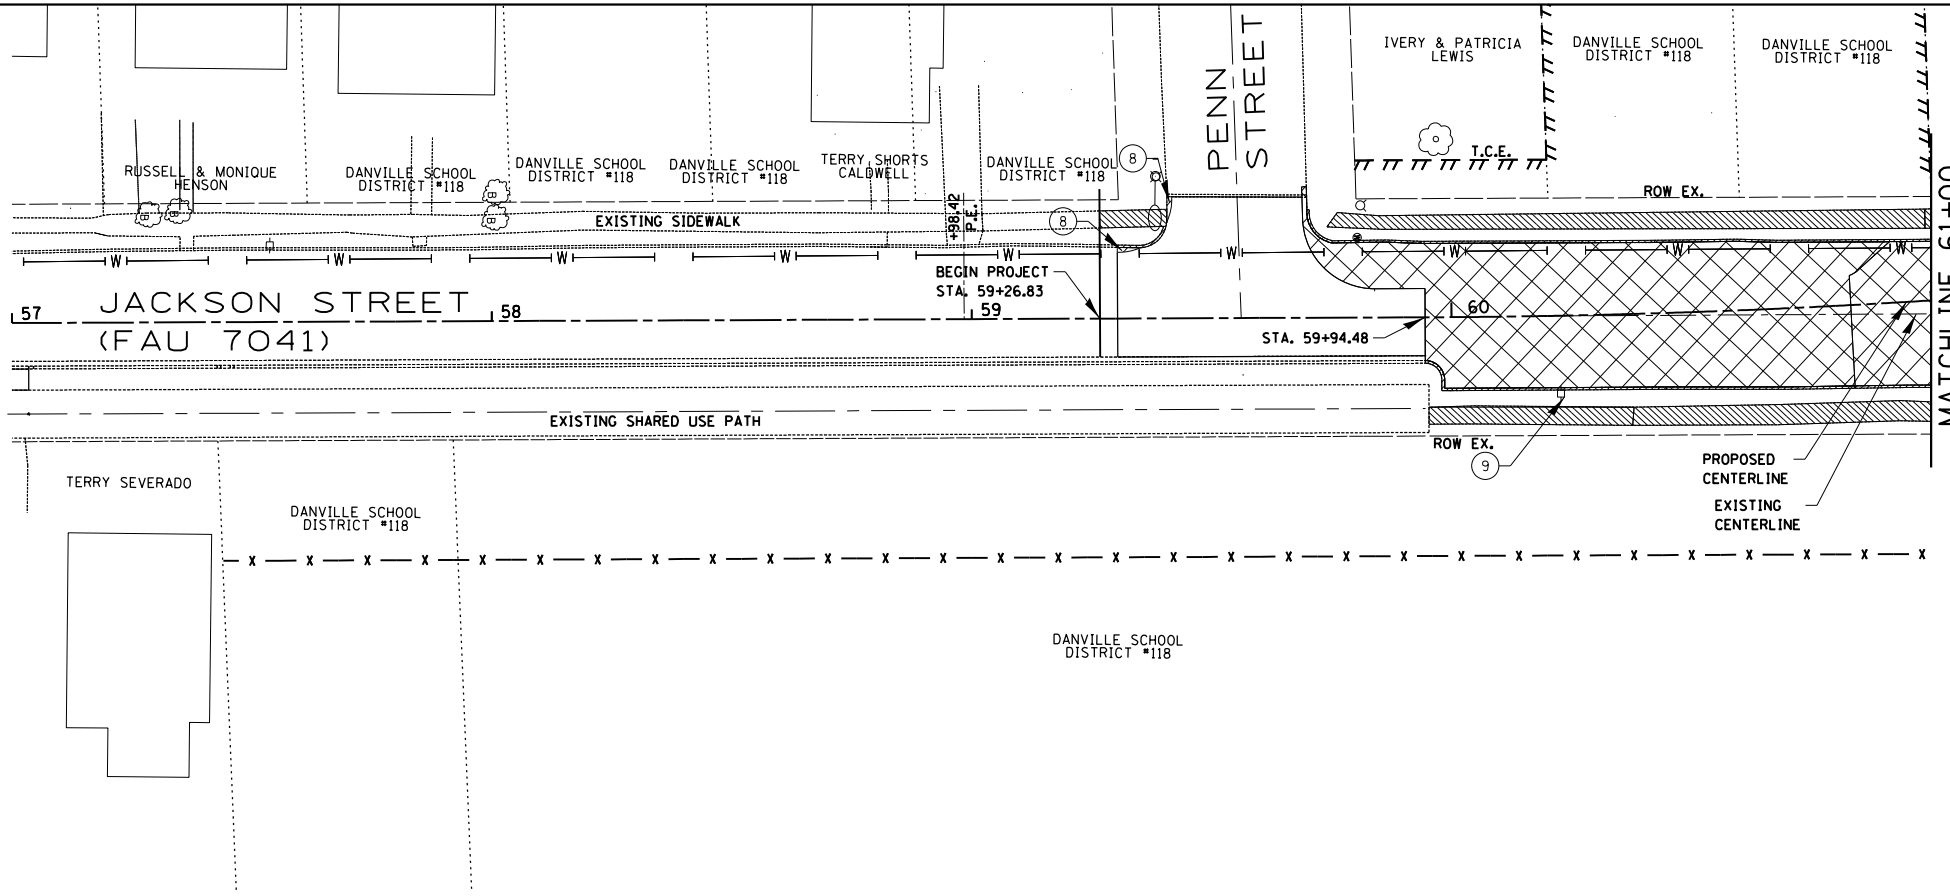 PENN
STREET
IVERY & PATRICIA
LEWIS
DANVILLE SCHOOL
DISTRICT #118
DANVILLE SCHOOL
DISTRICT #118
T.C.E.
RUSSELL & MONIQUE
HENSON
DANVILLE SCHOOL
DISTRICT #118
DANVILLE SCHOOL
DISTRICT #118
DANVILLE SCHOOL
DISTRICT #118
TERRY SHORTS
CALDWELL
DANVILLE SCHOOL
DISTRICT #118
8
8
ROW EX.
B
B
B
B
EXISTING SIDEWALK
+98.42
P.E.
W
W
W
W
W
W
W
W
W
BEGIN PROJECT
STA. 59+26.83
57
JACKSON STREET
(FAU 7041)
58
59
60
STA. 59+94.48
MATCHLINE 61+00
EXISTING SHARED USE PATH
ROW EX.
9
PROPOSED
CENTERLINE
EXISTING
CENTERLINE
TERRY SEVERADO
DANVILLE SCHOOL
DISTRICT #118
X X X X X X X X X X X X X X X X X X X X X X X X X X X X X X
DANVILLE SCHOOL
DISTRICT #118